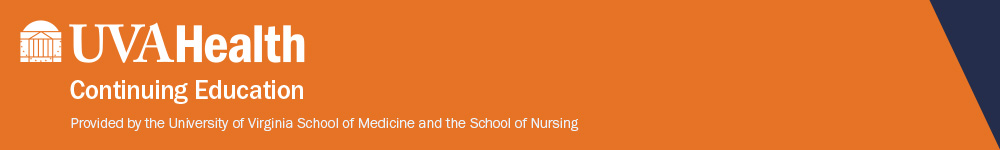 UVAHealth
Continuing Education
Provided by the University of Virginia School of Medicine and the School of Nursing